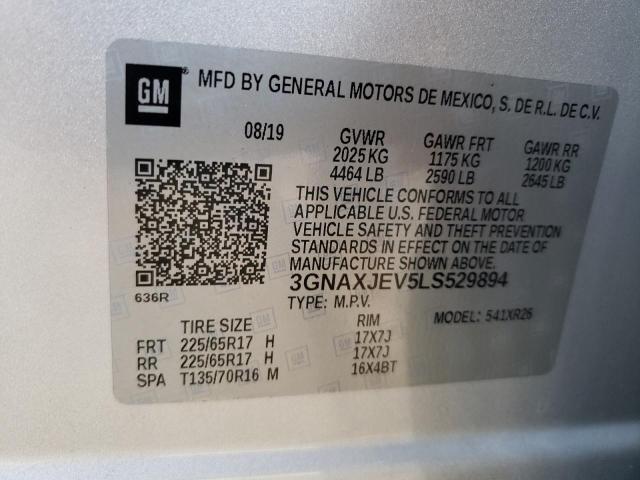 GM ® MFD BY GENERAL MOTORS DE MEXICO, S. DE R.L. DE C.V.
08/19 GVWR GAWR FRT GAWR RR
2025 KG 1175 KG 1200 KG
4464 LB 2590 LB 2645 LB
THIS VEHICLE CONFORMS TO ALL
APPLICABLE U.S. FEDERAL MOTOR
VEHICLE SAFETY AND THEFT PREVENTION
STANDARDS IN EFFECT ON THE DATE OF
MANUFACTURE SHOWN ABOVE.
3GNAXJEV5LS529894
636R
TYPE: M.P.V. MODEL: 541XR26
TIRE SIZE RIM
FRT 225/65R17 H 17X7J
RR 225/65R17 H 17X7J
SPA T135/70R16 M 16X4BT